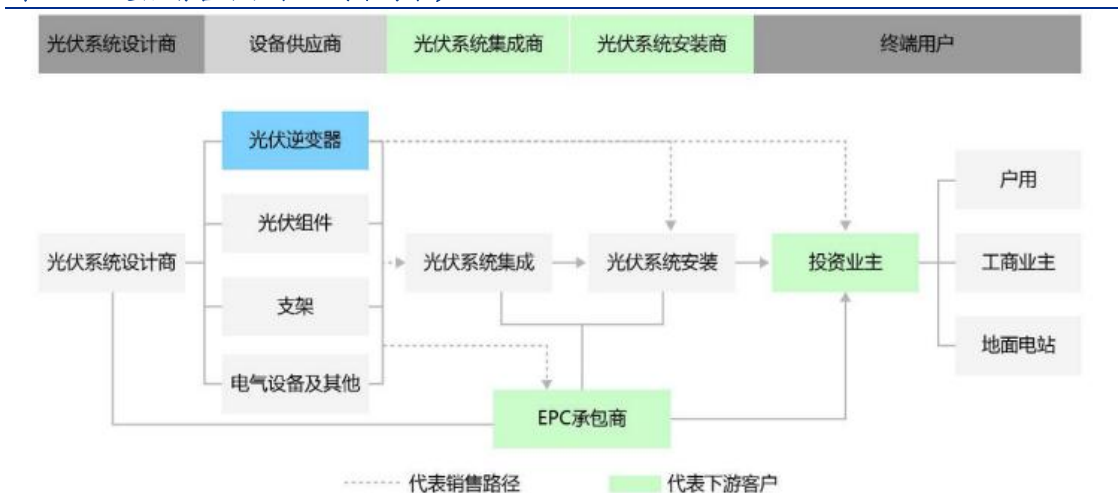 光伏系统设计商
设备供应商
光伏系统集成商
光伏系统安装商
终端用户
光伏逆变器
光伏组件
支架
电气设备及其他
光伏系统设计商
光伏系统集成
光伏系统安装
投资业主
户用
工商业主
地面电站
EPC承包商
代表销售路径
代表下游客户